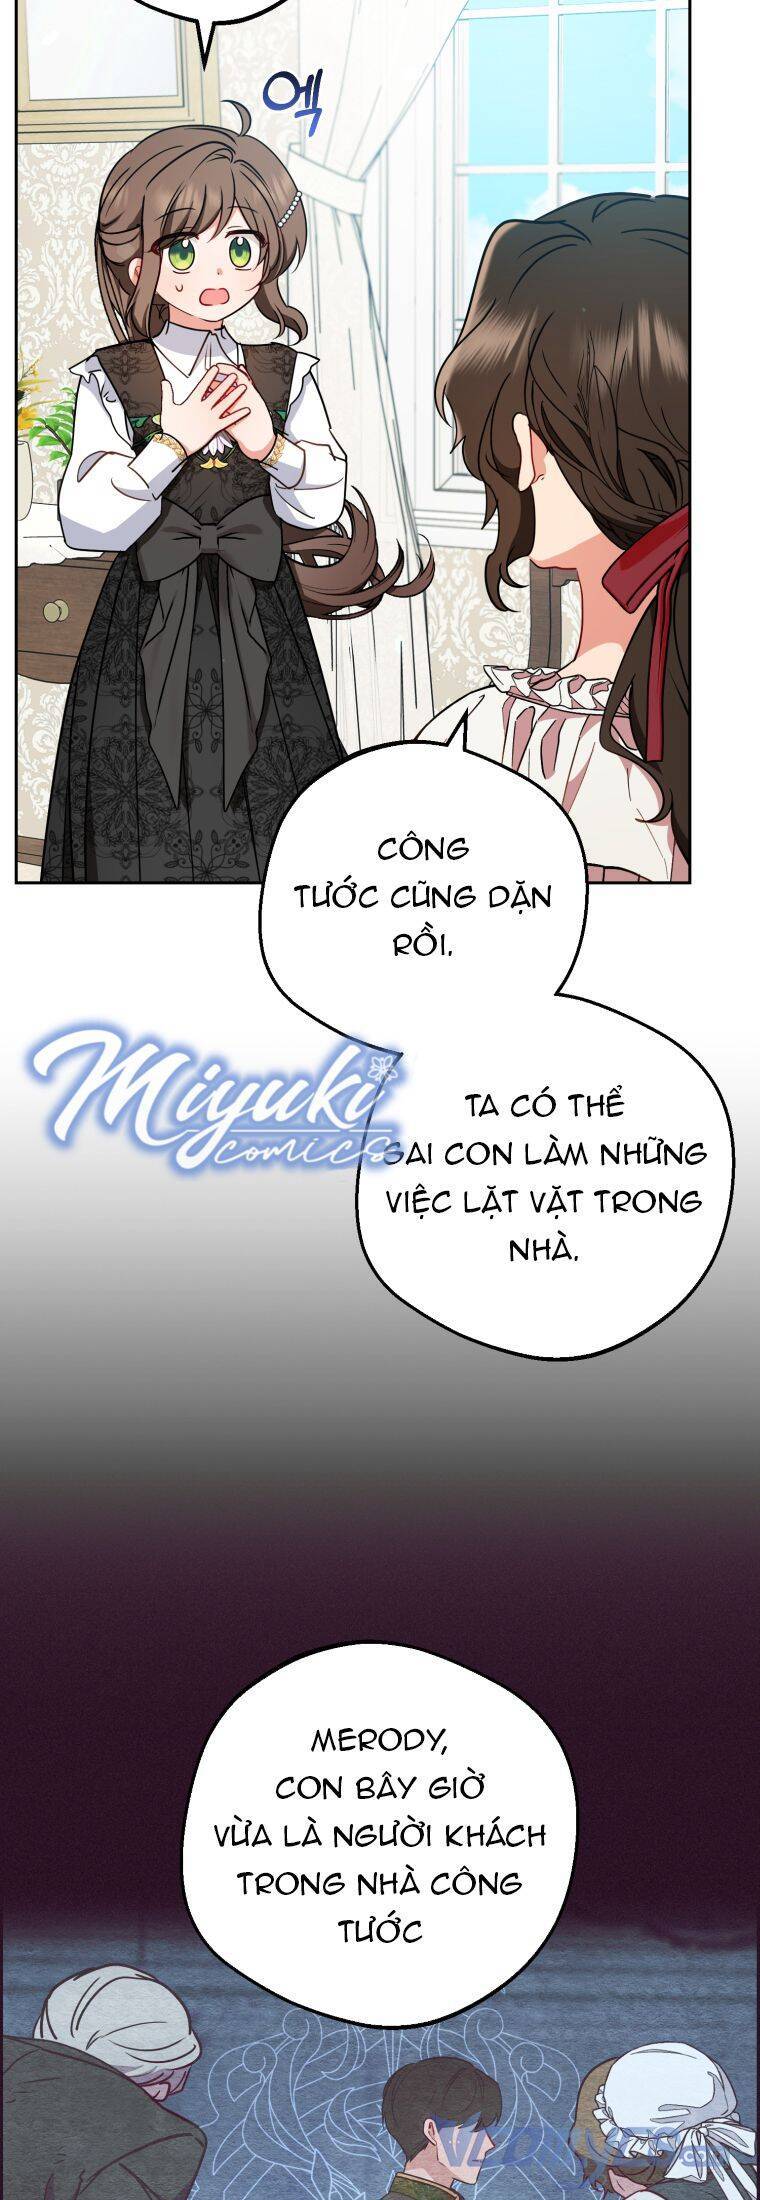 엑
CÔNG
TƯỚC CŨNG DẶN
RỒI.
Miyuki
comics
TA CÓ THỂ
SAI CON LÀM NHỮNG
VIỆC LẶT VẶT TRONG
NHÀ.
MERODY,
CON BÂY GIỜ
VỪA LÀ NGƯỜI KHÁCH
TRONG NHÀ CÔNG
TƯỚC